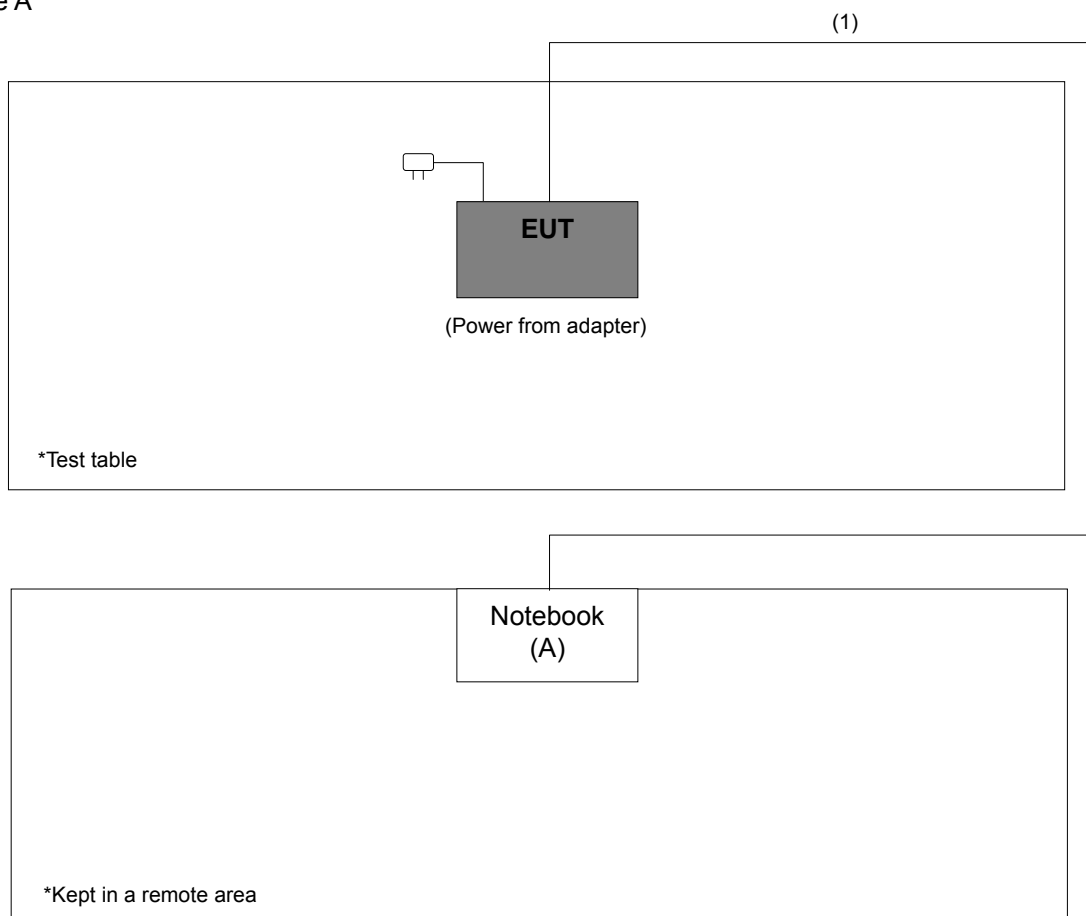 A
(1)
EUT
(Power from adapter)
*Test table
Notebook
(A)
*Kept in a remote area